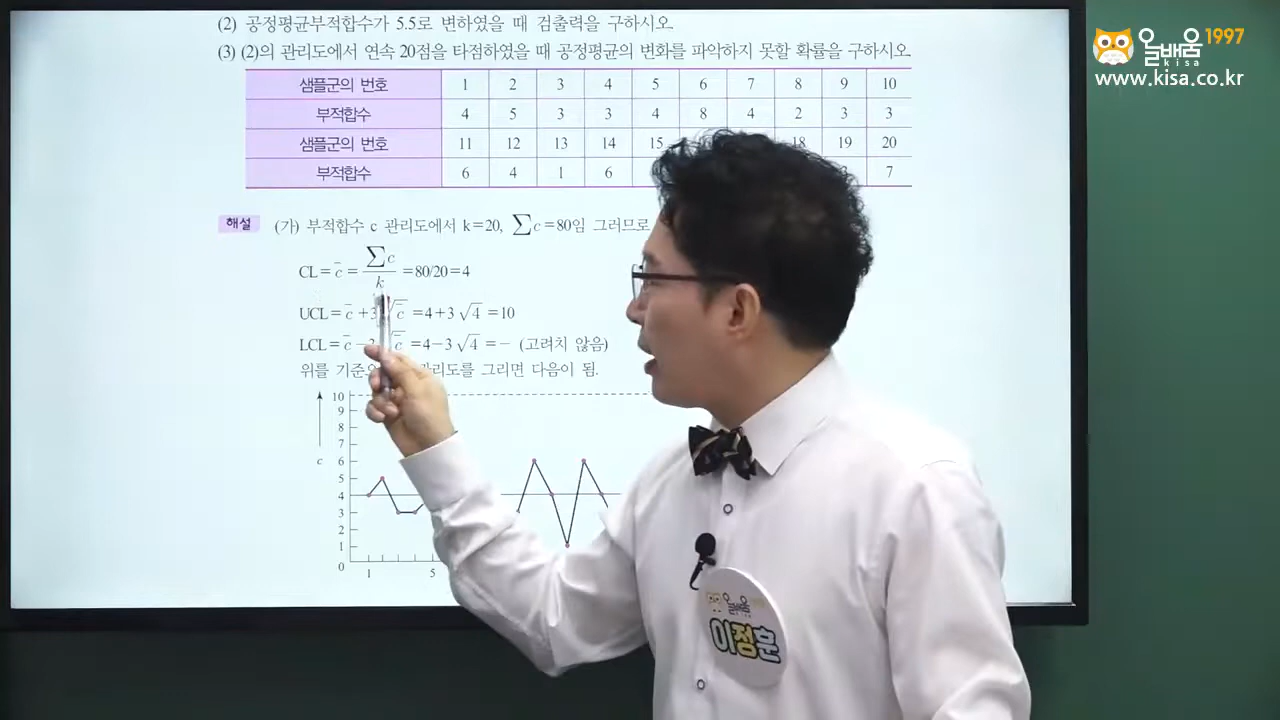 (2) 공정평균부적합수가 5.5로 변하였을 때 검출력을 구하시오.
(3) (2)의 관리도에서 연속 20점을 타점하였을 때 공정평균의 변화를 파악하지 못할 확률을 구하시오.
샘플군의 번호 1 2 3 4 5 6 7 8 9 10
부적합수 4 5 3 3 4 8 4 2 3 3
샘플군의 번호 11 12 13 14 15 18 19 20
부적합수 6 4 1 6 7
해설 (가) 부적합수 c 관리도에서 k=20, ∑c=80임 그러므로
CL= c̄ = ∑c/k =80/20=4
UCL= c̄ +3√c̄ =4+3√4 =10
LCL= c̄ -3√c̄ =4-3√4 =- (고려치 않음)
위를 기준 관리도를 그리면 다음이 됨.
10
9
8
7
c 6
5
4
3
2
1
0
1 5
일배움 1997
kisa
www.kisa.co.kr
일배움
이정훈